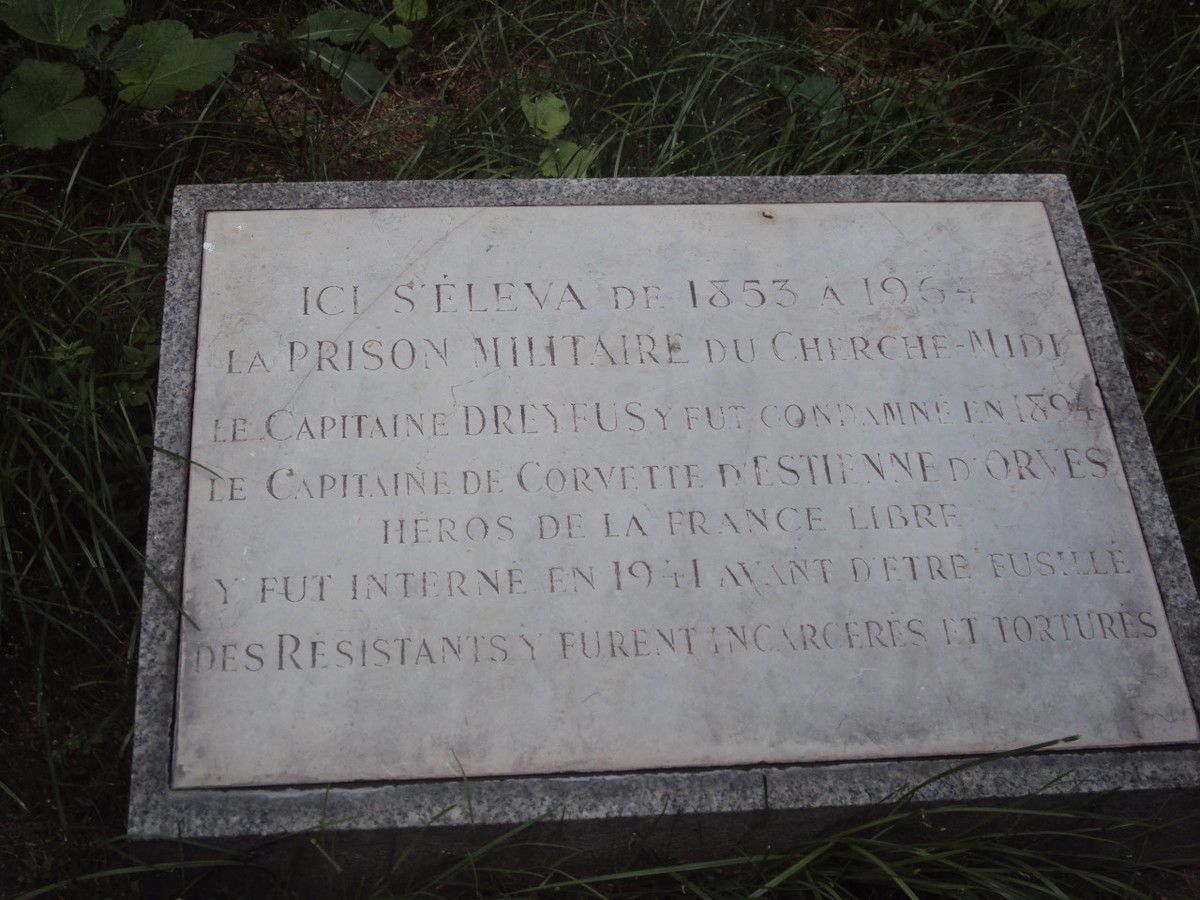 ICI S'ÉLEVA DE 1853 A 1964
LA PRISON MILITAIRE DU CHERCHE-MIDI
LE CAPITAINE DREYFUS Y FUT CONDAMNÉ EN 1894
LE CAPITAINE DE CORVETTE D'ESTIENNE D'ORVES
HÉROS DE LA FRANCE LIBRE
Y FUT INTERNÉ EN 1941 AVANT D'ETRE FUSILLÉ
DES RÉSISTANTS Y FURENT INCARCÉRÉS ET TORTURÉS